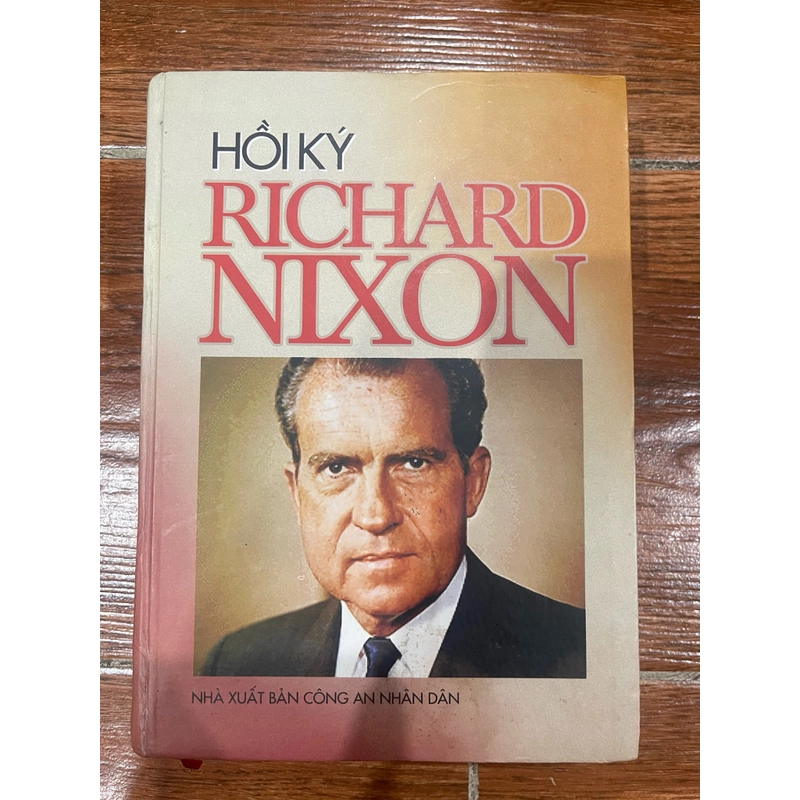 HỒI KÝ
RICHARD
NIXON
NHÀ XUẤT BẢN CÔNG AN NHÂN DÂN